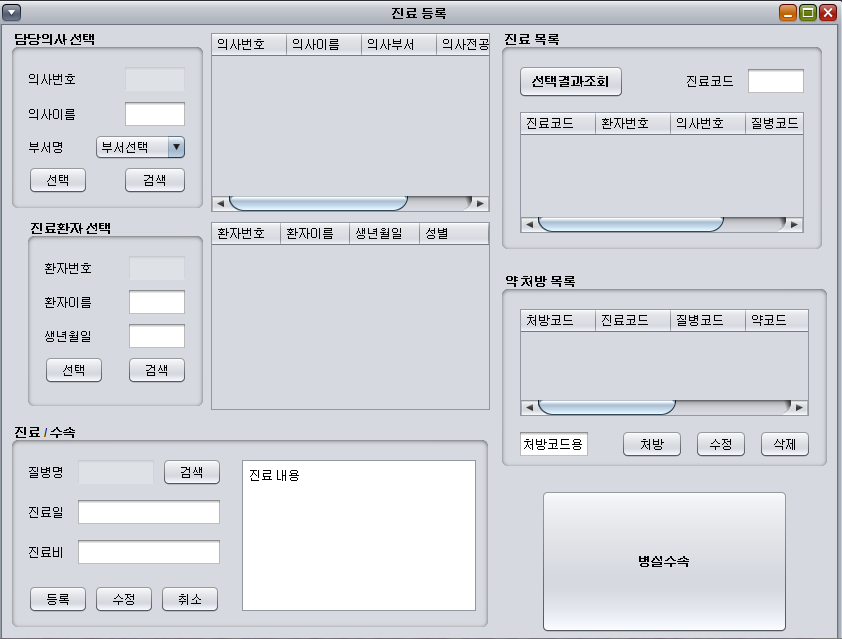 진료 등록
담당의사 선택
의사번호
의사이름
부서명
부서선택
선택
검색
의사번호 의사이름 의사부서 의사전공
진료환자 선택
환자번호
환자이름
생년월일
선택
검색
환자번호 환자이름 생년월일 성별
진료 / 수속
질병명
검색
진료일
진료비
등록
수정
취소
진료 내용
진료 목록
선택결과조회
진료코드
진료코드 환자번호 의사번호 질병코드
약 처방 목록
처방코드 진료코드 질병코드 약코드
처방코드용
처방
수정
삭제
병실수속